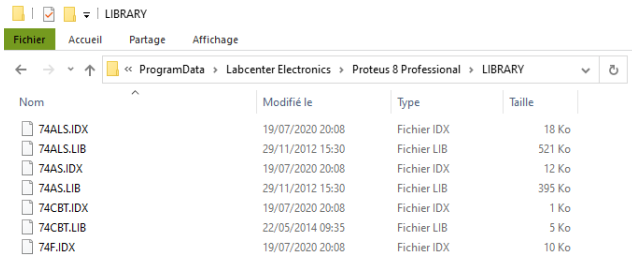 LIBRARY
Fichier Accueil Partage Affichage
« ProgramData > Labcenter Electronics > Proteus 8 Professional > LIBRARY
Nom Modifié le Type Taille
74ALS.IDX 19/07/2020 20:08 Fichier IDX 18 Ko
74ALS.LIB 29/11/2012 15:30 Fichier LIB 521 Ko
74AS.IDX 19/07/2020 20:08 Fichier IDX 12 Ko
74AS.LIB 29/11/2012 15:30 Fichier LIB 395 Ko
74CBT.IDX 19/07/2020 20:08 Fichier IDX 1 Ko
74CBT.LIB 22/05/2014 09:35 Fichier LIB 5 Ko
74F.IDX 19/07/2020 20:08 Fichier IDX 10 Ko